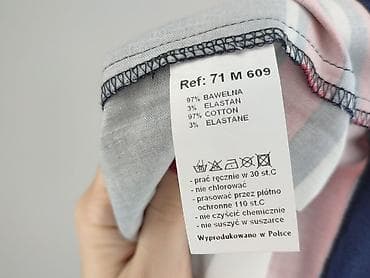 Ref: 71 M 609
97% BAWEŁNA
3% ELASTAN
97% COTTON
3% ELASTANE
- prać ręcznie w 30 st.C
- nie chlorować
- prasować przez płótno
ochronne 110 st.C
- nie czyścić chemicznie
- nie suszyć w suszarce
Wyprodukowano w Polsce